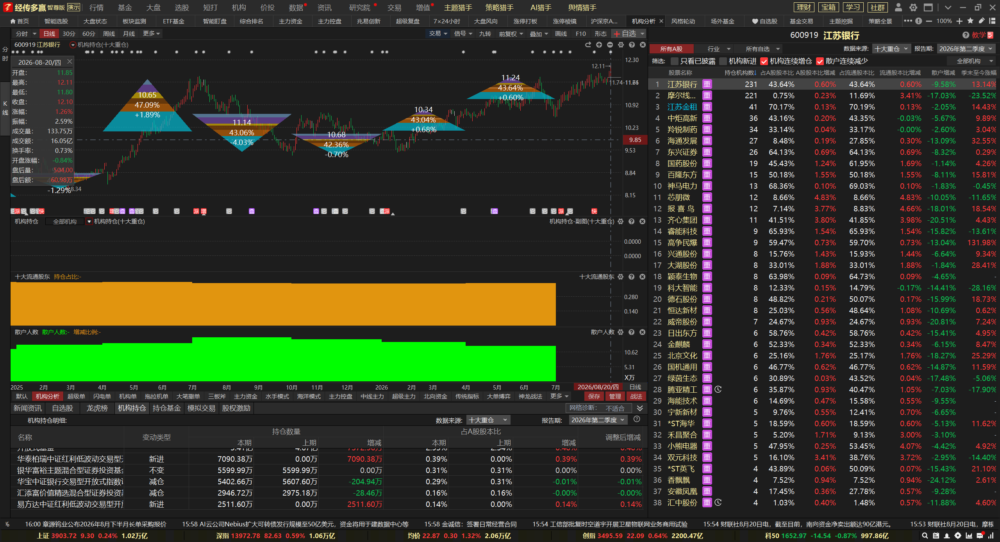 经传多赢 智尊版 演示 行情 基金 大盘 选股 短打 机构 价投 数据 资讯 研究院 交易 增值 主题猎手 策略猎手 AI猎手 舆情猎手 理财 宝箱 学习 社群
首页 智能选股 大盘状态 板块监测 ETF基金 智能盯盘 综合排名 主力资金 主力控盘 兆易创新 超级复盘 7×24小时 大盘风向 涨停打板 涨停棱镜 沪深京A... 机构分析 风格轮动 场外基金 自选股 基金交易 主题挖掘 策略全景 100%
分时 日线 30分 60分 周线 月线 更多 交易 信号 九转 前复权 叠加 画线 F10 形态 自选
分时
K线
600919 江苏银行 机构持仓(十大重仓)
2026-08-20/四
开盘: 11.85
最高: 12.11
最低: 11.80
收盘: 12.10
涨幅: 1.26%
振幅: 2.59%
成交量: 133.75万
成交额: 16.05亿
换手率: 0.73%
开盘涨幅: -0.84%
盘后量: 504.00
盘后额: 60.98万
-1.29% 8.34
10.65
47.09%
+1.89%
11.14
43.06%
-4.03%
10.68
42.36%
-0.70%
10.34
43.04%
+0.68%
11.24
43.64%
+0.60%
12.11
12.30
10.92
10.23
9.85
9.53
8.84
8.15
机构持仓 全部机构 机构持仓(十大重仓) 机构持仓-副图(十大重仓)
0.0000
0.0000
十大流通股东 持仓占比:- 十大流通股东
0.280
0.140
散户人数 散户人数:- 增减比例:- 散户人数
10.62
5.31
X万
2025 2月 3月 4月 5月 6月 7月 8月 9月 10月 11月 12月 2026 2月 3月 4月 5月 6月 7月 2026/08/20/四 日线
默认 机构分析 超级单 闪电单 机构单 拖拉机单 大笔撤单 三板斧 主力资金 水手模式 海洋模式 主力控盘 中线主力 超级主力 北向资金 传统指标 大单博弈 神龙战法 更多 保存 管理 战法
新闻资讯 自选股 龙虎榜 机构持仓 持仓基金 模拟交易 股权激励 网格诊断: 不适合
机构持仓明细: 数据来源: 十大重仓 报告期: 2026年第二季度
名称 变动类型 持仓数量 占A股股本比 调整后增减
本期 上期 增减 本期 上期 增减
华泰柏瑞中证红利低波动交易型 新进 7090.38万 0.00万 7090.38万 0.39% 0.00% 0.39% 0.39%
银华富裕主题混合型证券投资基 不变 5599.99万 5599.99万 0.00万 0.31% 0.31% 0.00% 0.00%
华宝中证银行交易型开放式指数 减仓 5402.66万 5607.60万 -204.94万 0.29% 0.31% -0.01% -0.01%
汇添富价值精选混合型证券投资 减仓 2946.72万 2975.18万 -28.46万 0.16% 0.16% -0.00% -0.00%
易方达中证红利低波动交易型开 新进 2511.60万 0.00万 2511.60万 0.14% 0.00% 0.14% 0.14%
600919 江苏银行 教学
所有A股 行业 所有自选 数据来源: 十大重仓 报告期: 2026年第二季度
筛选: 只看已披露 机构新进 机构连续增仓 散户连续减少 全部机构
股票名称 持仓机构数↓ 占A股股本比 A股股本比增减 占流通股本比 流通股本比增减 散户增减 季末至今涨幅
1 江苏银行 重 231 43.64% 0.60% 43.64% 0.60% -9.58% 13.14%
2 摩尔线... 重 221 0.75% 0.23% 11.69% 3.41% -17.03% -23.52%
3 江苏金租 重 41 70.17% 0.13% 70.19% 0.13% -2.05% 14.43%
4 中炬高新 重 36 43.16% 0.20% 43.35% -0.03% -5.67% 9.89%
5 羚锐制药 重 34 33.14% 0.04% 33.17% -0.00% -2.60% 3.04%
6 海通发展 重 27 8.48% 0.19% 27.85% 0.30% -13.09% 32.55%
7 东兴证券 重 26 64.13% 0.69% 64.13% 0.69% -8.32% 0.29%
8 国药股份 重 19 45.43% 1.24% 61.95% 1.69% -1.14% 4.26%
9 百隆东方 重 15 50.18% 1.55% 50.18% 1.55% -8.11% 15.81%
10 神马电力 重 13 68.36% 0.10% 69.03% 0.10% -1.83% -0.45%
11 芯朋微 重 12 8.66% 4.83% 8.66% 4.83% -10.05% -11.65%
12 报 喜 鸟 重 12 7.14% 3.77% 8.83% 4.66% -18.01% 18.54%
13 齐心集团 重 11 41.51% 3.80% 41.85% 3.98% -20.51% 4.43%
14 睿能科技 重 9 65.93% 1.54% 65.93% 1.54% -15.82% -13.61%
15 高争民爆 重 9 59.47% 0.73% 59.70% 0.73% -13.04% 131.98%
16 兴通股份 重 8 15.76% 1.43% 15.93% 1.44% -6.64% 9.34%
17 大湖股份 重 8 33.01% 1.88% 33.01% 1.88% -1.84% 28.41%
18 颖泰生物 重 8 63.98% 0.09% 64.73% 0.09% -4.65% -
19 科大智能 重 8 12.33% 0.15% 14.79% -0.17% -14.41% -28.16%
20 德石股份 重 8 48.82% 0.21% 50.07% 0.17% -15.99% 18.73%
21 恒达新材 重 8 25.03% 0.56% 48.64% 1.08% -10.69% 0.62%
22 威帝股份 重 7 24.67% 0.93% 24.67% 0.93% -20.81% 7.24%
23 日出东方 重 6 58.76% 0.42% 58.76% 0.42% -15.41% 4.95%
24 金麒麟 重 6 52.33% 0.34% 52.33% 0.34% -6.15% 8.47%
25 北京文化 重 6 25.16% 1.76% 25.17% 1.76% -18.27% 25.29%
26 国机通用 重 6 46.77% 0.62% 46.77% 0.62% -14.87% 11.59%
27 绿茵生态 重 6 30.89% 0.03% 43.52% 0.04% -17.48% -5.06%
28 腾亚精工 重 6 35.87% 0.93% 40.47% 1.05% -7.03% -17.90%
29 海能技术 重 6 14.69% 0.47% 15.58% 0.55% -9.55% -
30 宁新新材 重 5 9.76% 0.55% 12.41% 0.70% -6.65% -
31 *ST海华 重 5 18.59% 0.60% 18.59% 0.60% -5.13% 11.62%
32 禾昌聚合 重 5 5.20% 1.71% 9.13% 3.00% -3.10% -
33 小熊电器 重 5 47.95% 0.25% 53.45% 4.07% -4.42% 4.92%
34 双元科技 重 5 16.10% 3.41% 38.76% 3.72% -2.95% -14.40%
35 *ST英飞 重 4 43.89% 0.06% 50.09% 0.07% -15.43% 21.10%
36 香飘飘 重 4 7.52% 0.94% 7.52% 0.94% -24.12% 2.61%
37 安徽凤凰 重 4 17.45% 0.36% 27.78% 0.57% -9.28% -
38 汇中股份 重 4 1.03% 0.40% 1.48% 0.57% -11.88% 4.60%
% 16:00 章源钨业公布2026年8月下半月长单采购报价 15:58 AI云公司Nebius扩大可转债发行规模至50亿美元，资金将用于建数据中心等 15:58 金诚信：签署日常经营合同 15:54 工信部批复时空道宇开展卫星物联网业务商用试验 15:54 财联社8月20日电，截至目前，南向资金净卖出额达90亿港元。 15:53 财联社8月20日电，摩根
上证 3903.72 9.30 0.24% 1.02万亿 深指 13972.78 82.63 0.59% 1.06万亿 均价 22.87 0.30 1.32% 2.06万亿 创指 3495.59 22.09 0.64% 2200.47亿 科50 1652.97 -14.54 -0.87% 997.86亿